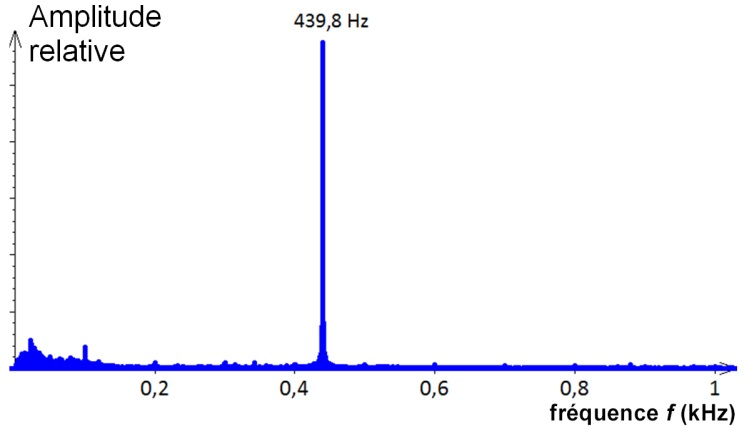 Amplitude
relative
439,8 Hz
0,2
0,4
0,6
0,8
1
fréquence f (kHz)